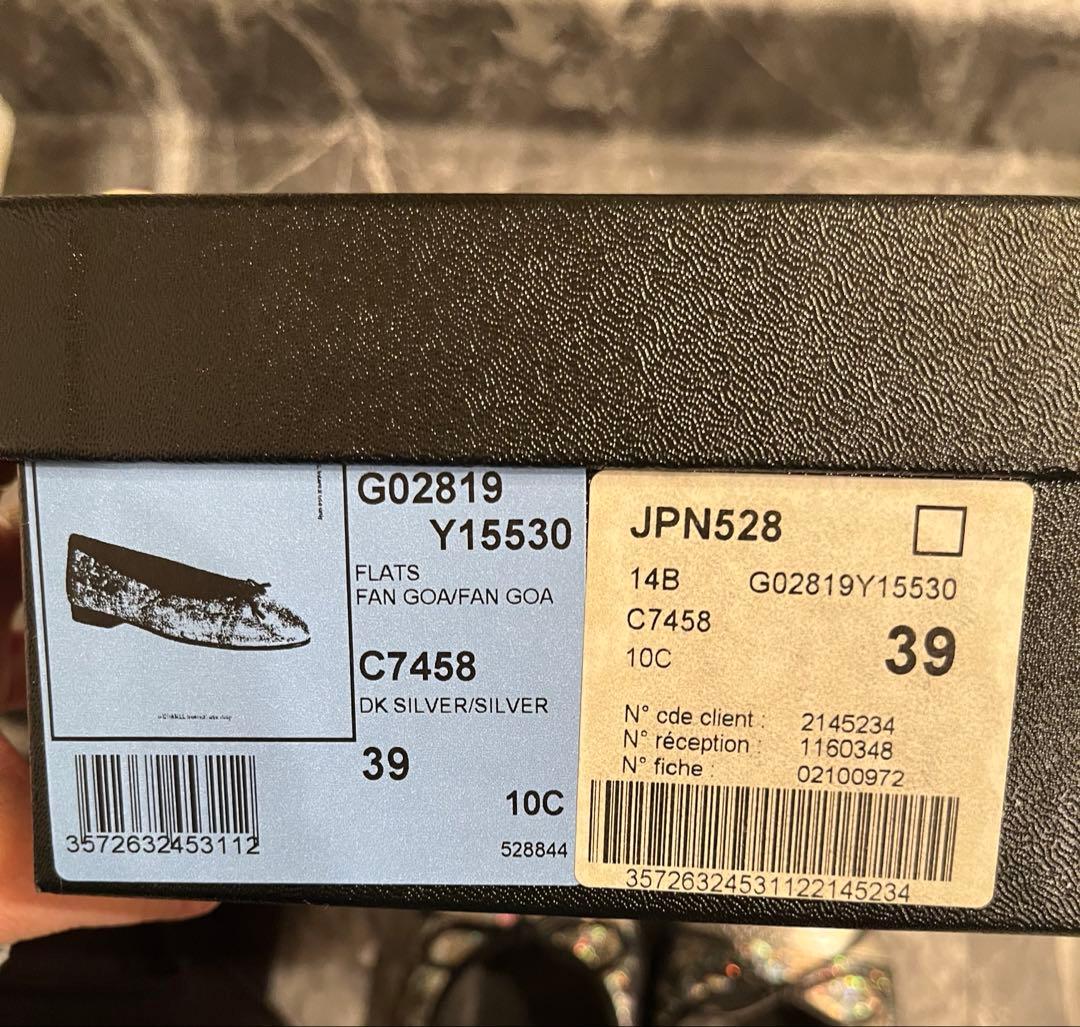 G02819
Y15530
FLATS
FAN GOA/FAN GOA
C7458
DK SILVER/SILVER
39
10C
528844
3572632453112
JPN528
14B G02819Y15530
C7458
39
10C
N° cde client : 2145234
N° réception : 1160348
N° fiche : 02100972
35726324531122145234